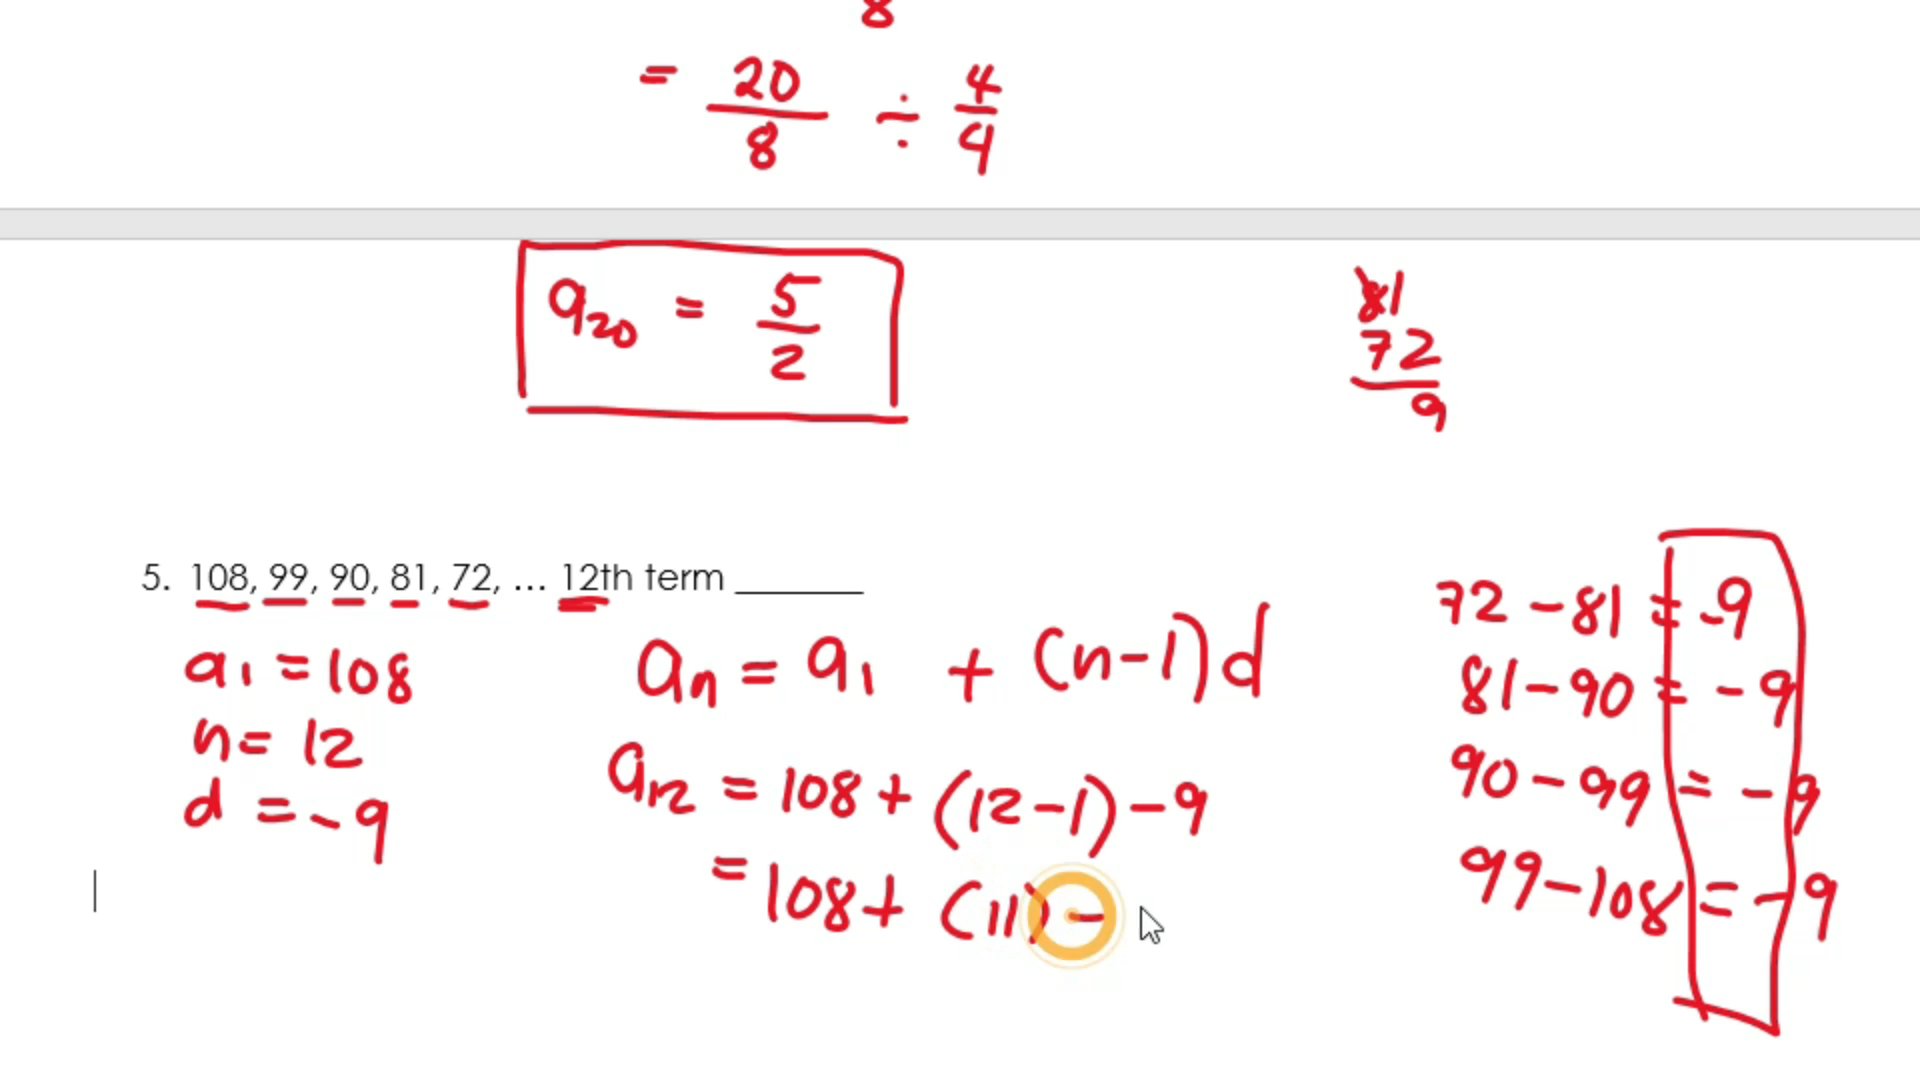 8
= 20/8 ÷ 4/4
a₂₀ = 5/2
81
72
9
5. 108, 99, 90, 81, 72, ... 12th term ______
a₁ = 108
n = 12
d = -9
aₙ = a₁ + (n-1)d
a₁₂ = 108 + (12-1) -9
= 108 + (11) -
72 - 81 = -9
81 - 90 = -9
90 - 99 = -9
99 - 108 = -9